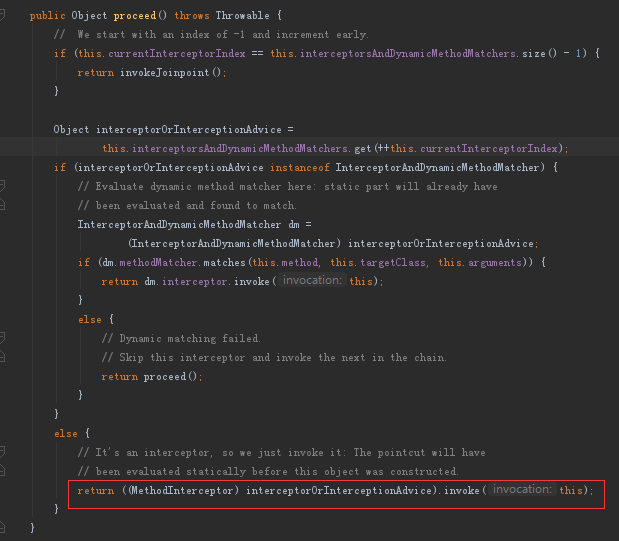 public Object proceed() throws Throwable {
//  We start with an index of -1 and increment early.
if (this.currentInterceptorIndex == this.interceptorsAndDynamicMethodMatchers.size() - 1) {
return invokeJoinpoint();
}
Object interceptorOrInterceptionAdvice =
this.interceptorsAndDynamicMethodMatchers.get(++this.currentInterceptorIndex);
if (interceptorOrInterceptionAdvice instanceof InterceptorAndDynamicMethodMatcher) {
// Evaluate dynamic method matcher here: static part will already have
// been evaluated and found to match.
InterceptorAndDynamicMethodMatcher dm =
(InterceptorAndDynamicMethodMatcher) interceptorOrInterceptionAdvice;
if (dm.methodMatcher.matches(this.method, this.targetClass, this.arguments)) {
return dm.interceptor.invoke( invocation: this);
}
else {
// Dynamic matching failed.
// Skip this interceptor and invoke the next in the chain.
return proceed();
}
}
else {
// It's an interceptor, so we just invoke it: The pointcut will have
// been evaluated statically before this object was constructed.
return ((MethodInterceptor) interceptorOrInterceptionAdvice).invoke( invocation: this);
}
}